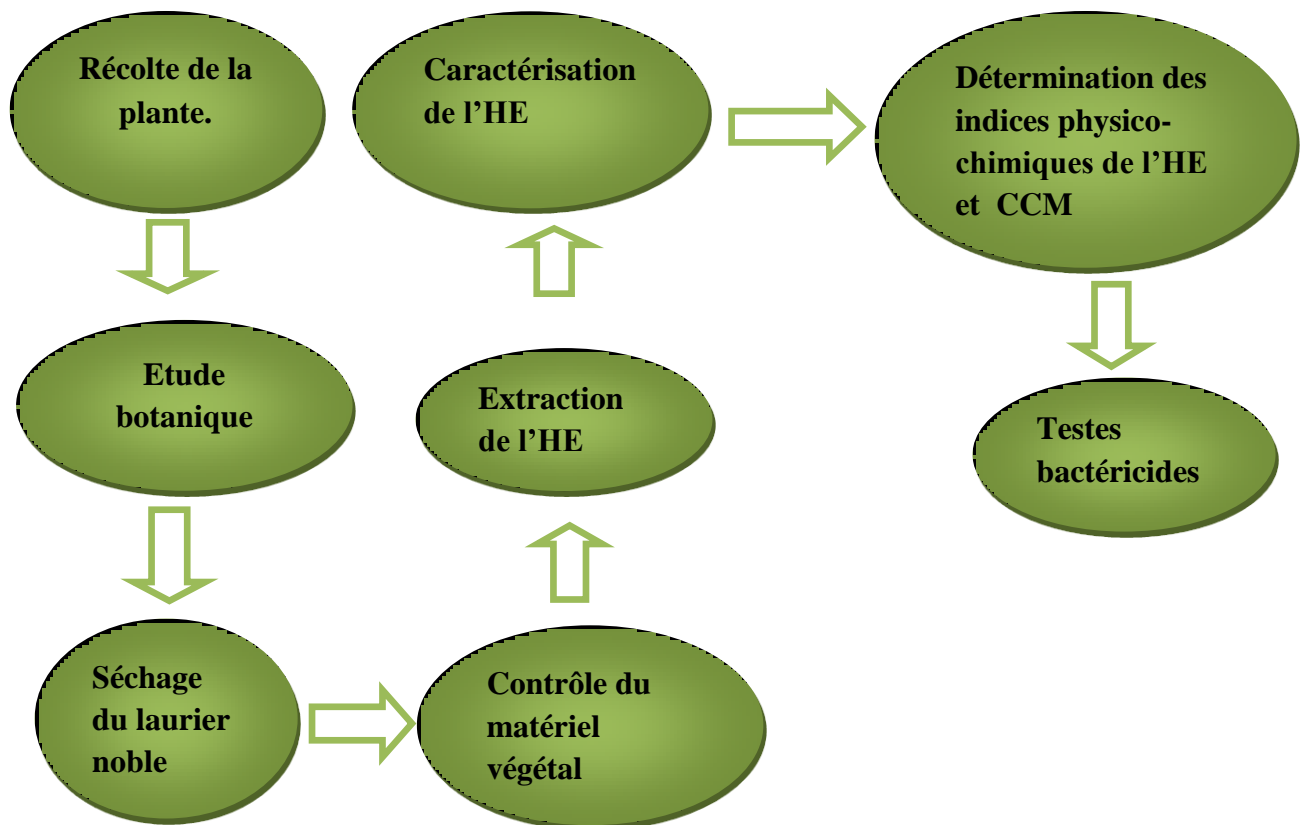 Récolte de la
plante.
Etude
botanique
Séchage
du laurier
noble
Contrôle du
matériel
végétal
Extraction
de l'HE
Caractérisation
de l'HE
Détermination des
indices physico-
chimiques de l'HE
et CCM
Testes
bactéricides